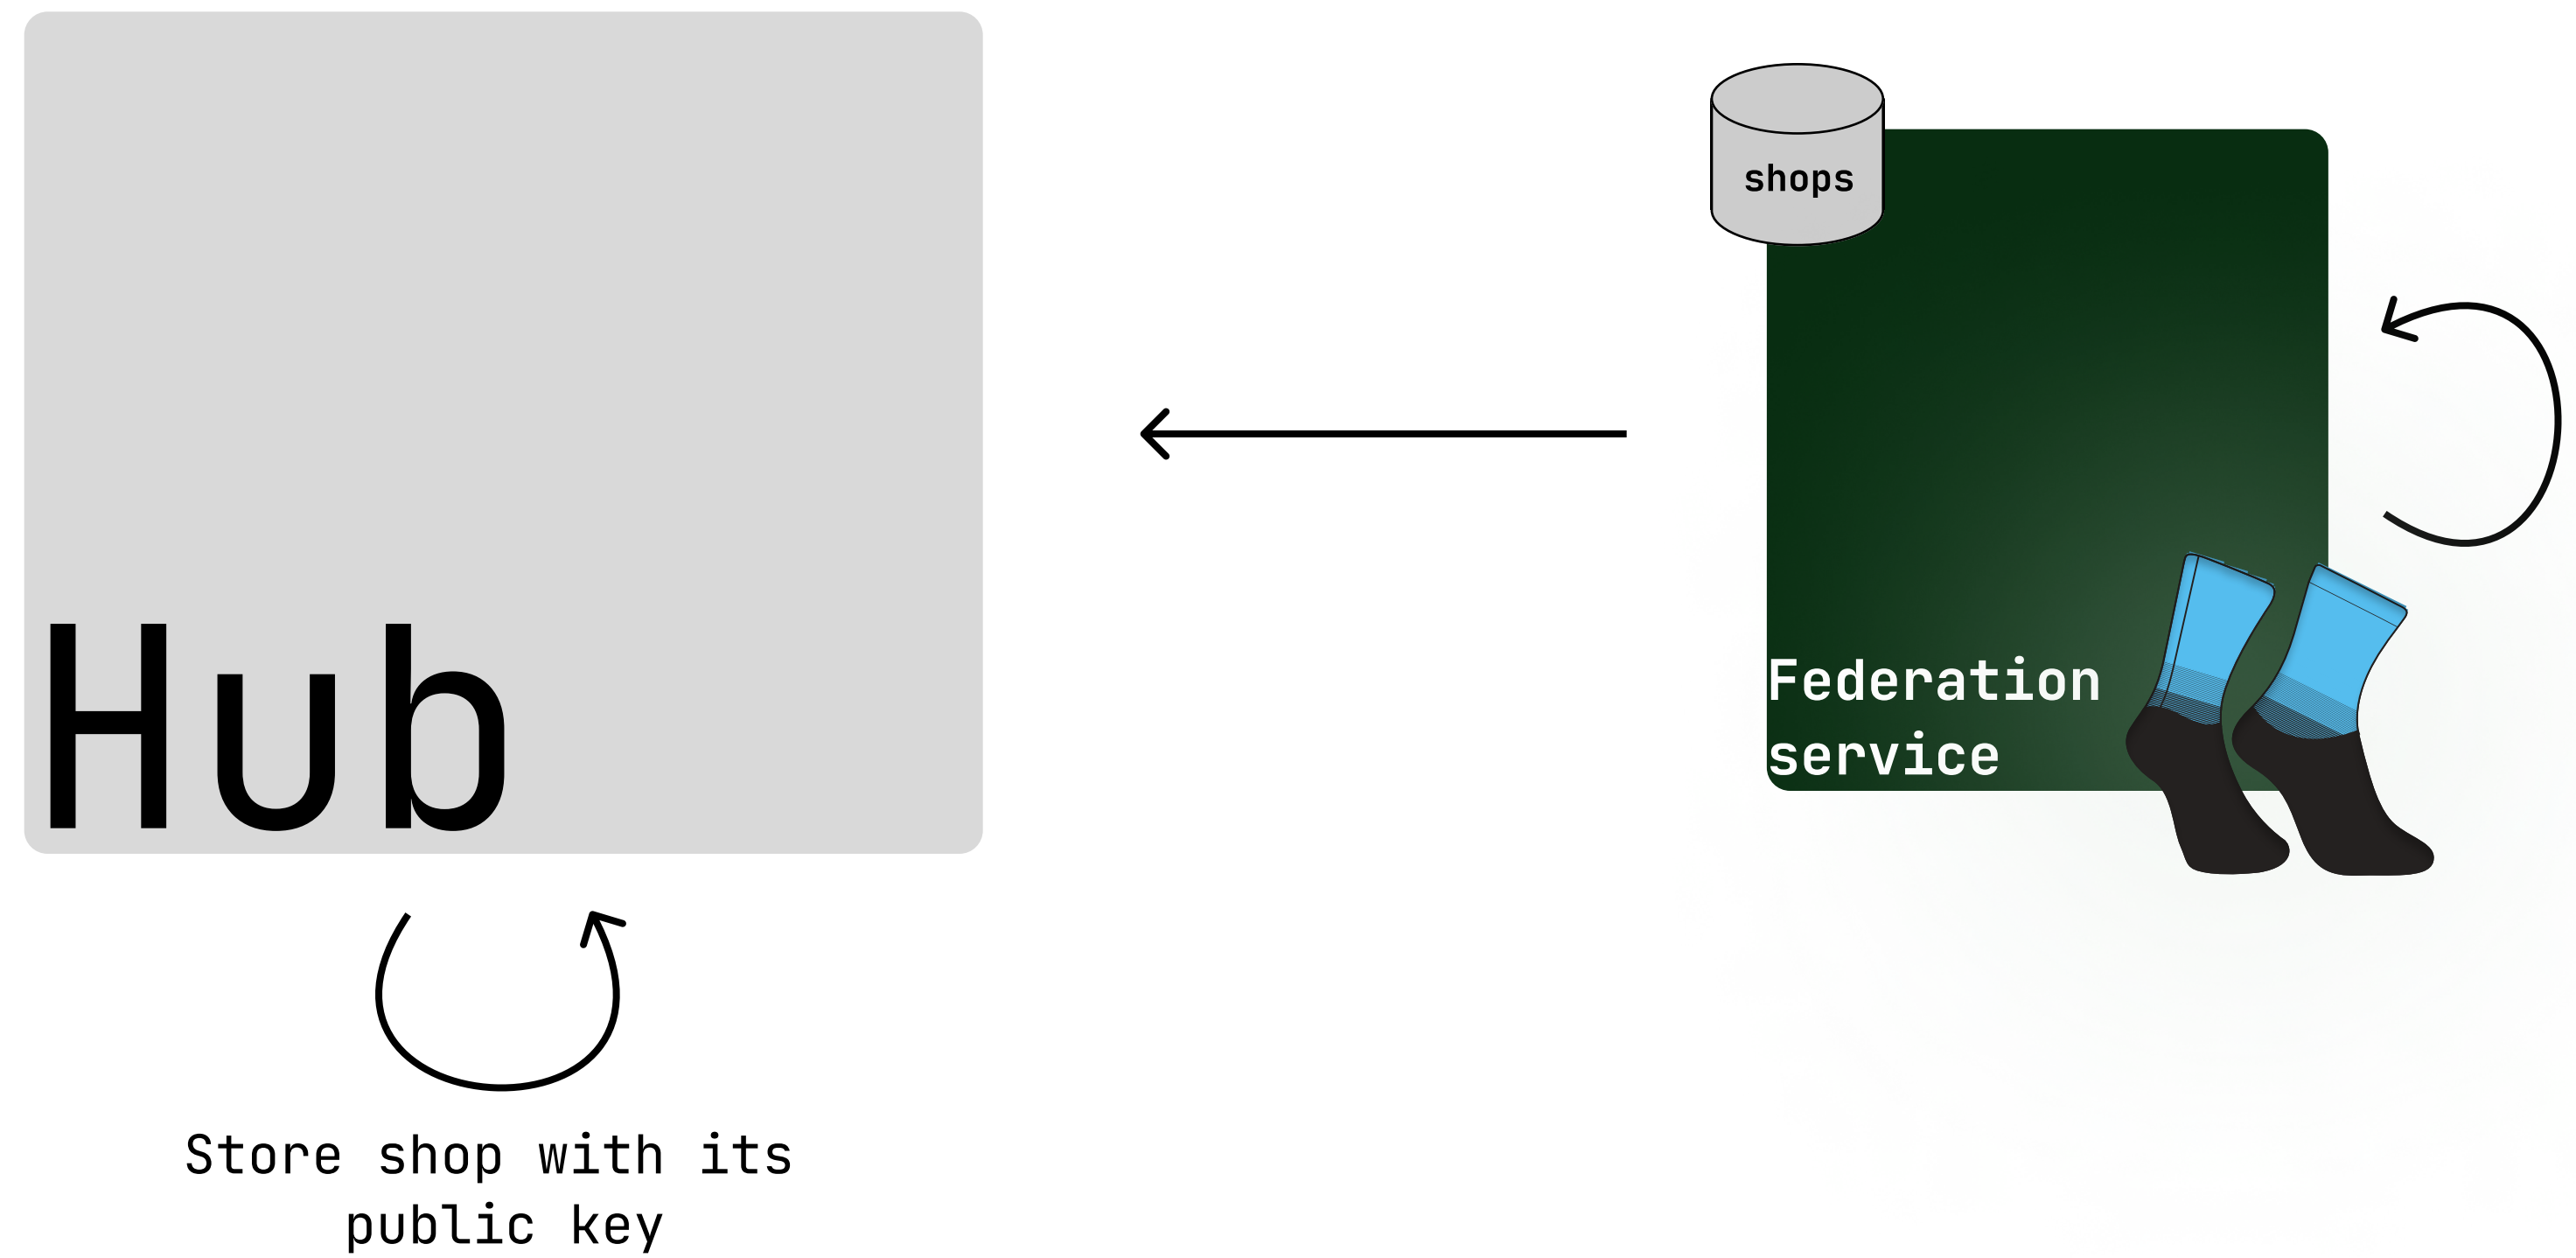 shops
Hub
Federation
service
Store shop with its
public key